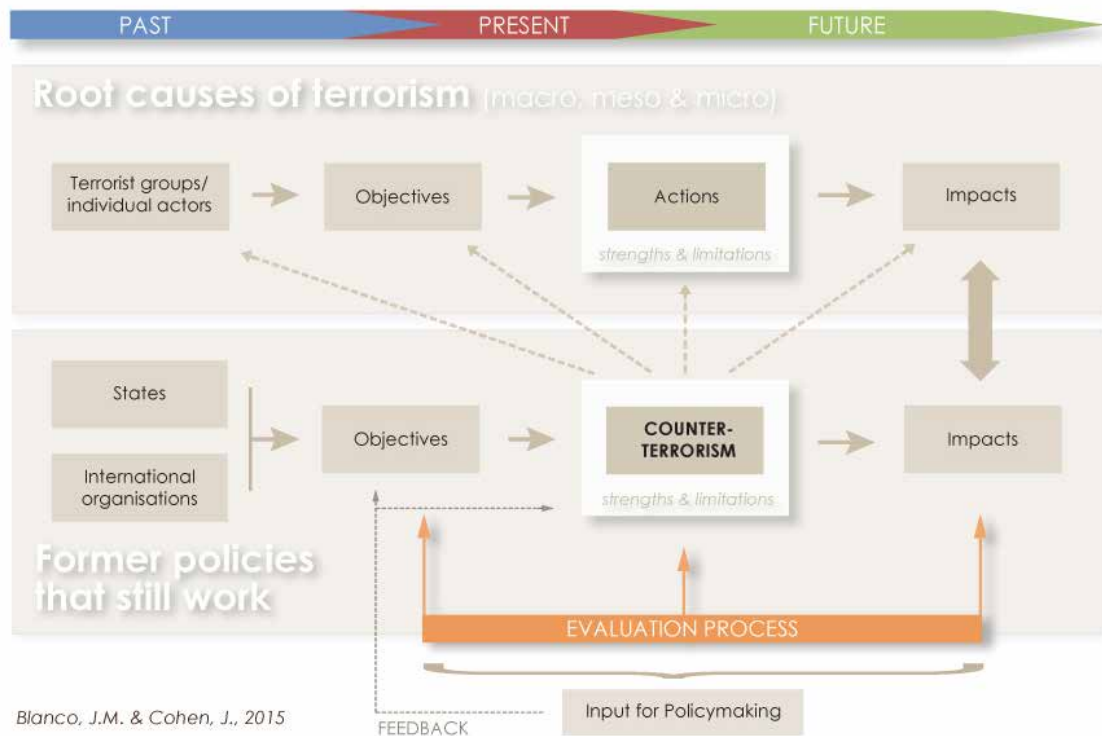 PAST
PRESENT
FUTURE
Root causes of terrorism (macro, meso & micro)
Terrorist groups/
individual actors
Objectives
Actions
Impacts
strengths & limitations
States
International
organisations
Objectives
COUNTER-
TERRORISM
Impacts
strengths & limitations
Former policies
that still work
EVALUATION PROCESS
Input for Policymaking
FEEDBACK
Blanco, J.M. & Cohen, J., 2015